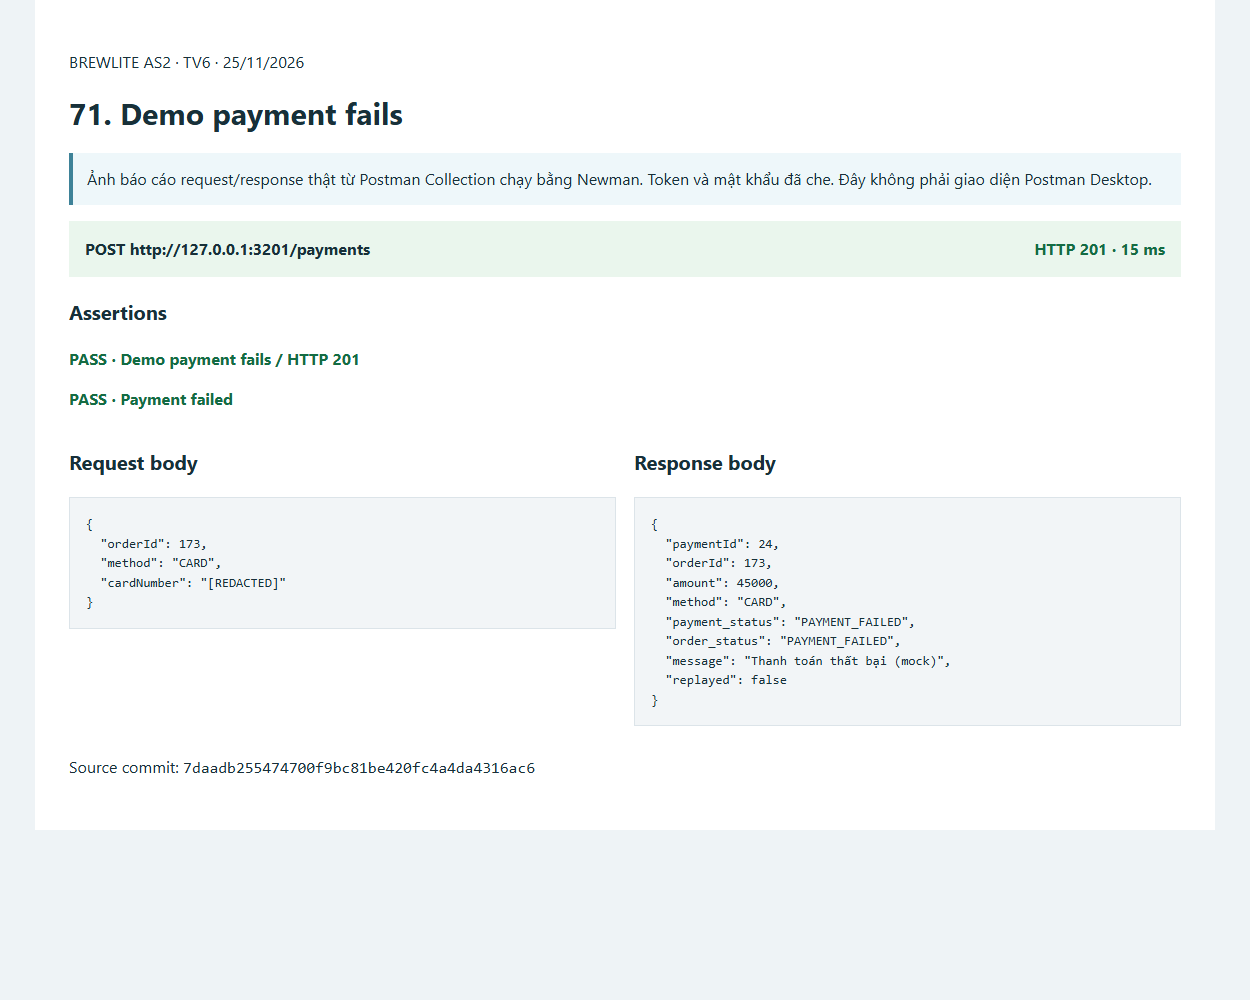 BREWLITE AS2 · TV6 · 25/11/2026
71. Demo payment fails
Ảnh báo cáo request/response thật từ Postman Collection chạy bằng Newman. Token và mật khẩu đã che. Đây không phải giao diện Postman Desktop.
POST http://127.0.0.1:3201/payments
HTTP 201 · 15 ms
Assertions
PASS · Demo payment fails / HTTP 201
PASS · Payment failed
Request body
{
  "orderId": 173,
  "method": "CARD",
  "cardNumber": "[REDACTED]"
}
Response body
{
  "paymentId": 24,
  "orderId": 173,
  "amount": 45000,
  "method": "CARD",
  "payment_status": "PAYMENT_FAILED",
  "order_status": "PAYMENT_FAILED",
  "message": "Thanh toán thất bại (mock)",
  "replayed": false
}
Source commit: 7daadb255474700f9bc81be420fc4a4da4316ac6